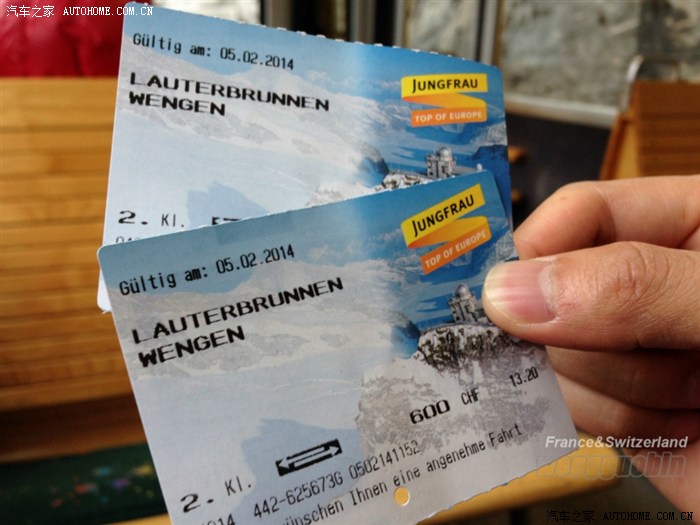 汽车之家 AUTOHOME.COM.CN
Gültig am: 05.02.2014
LAUTERBRUNNEN
WENGEN
JUNGFRAU
TOP OF EUROPE
2. Kl.
Gültig am: 05.02.2014
LAUTERBRUNNEN
WENGEN
JUNGFRAU
TOP OF EUROPE
600 CHF 13.20
2. Kl.
442-625673G 0502141152
wünschen Ihnen eine angenehme Fahrt
France&Switzerland
汽车之家 AUTOHOME.COM.CN